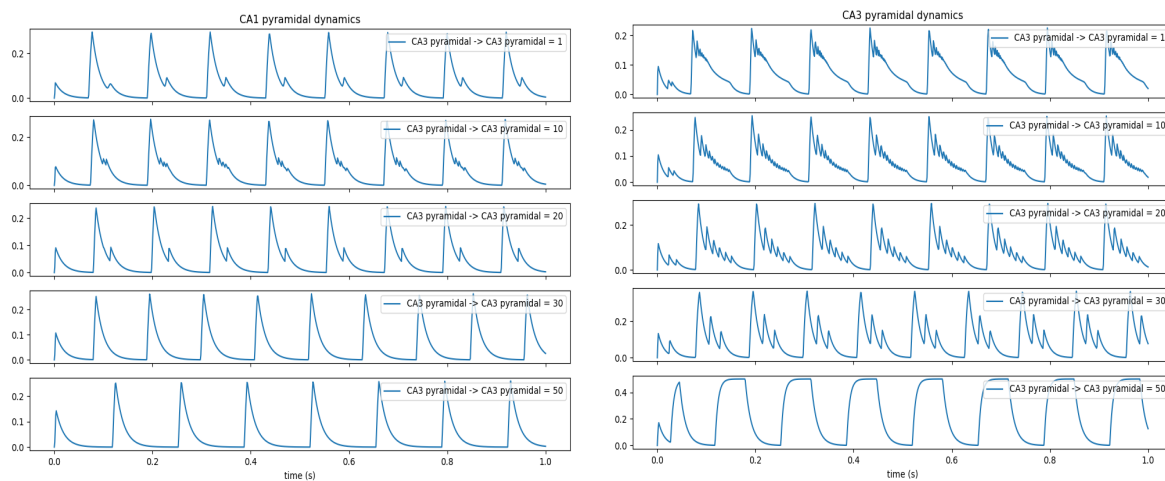 CA1 pyramidal dynamics
CA3 pyramidal -> CA3 pyramidal = 1
0.2
0.0
CA3 pyramidal -> CA3 pyramidal = 10
0.2
0.1
0.0
CA3 pyramidal -> CA3 pyramidal = 20
0.2
0.1
0.0
CA3 pyramidal -> CA3 pyramidal = 30
0.2
0.1
0.0
CA3 pyramidal -> CA3 pyramidal = 50
0.2
0.1
0.0
0.0 0.2 0.4 0.6 0.8 1.0
time (s)
CA3 pyramidal dynamics
CA3 pyramidal -> CA3 pyramidal = 1
0.2
0.1
0.0
CA3 pyramidal -> CA3 pyramidal = 10
0.2
0.1
0.0
CA3 pyramidal -> CA3 pyramidal = 20
0.2
0.0
CA3 pyramidal -> CA3 pyramidal = 30
0.2
0.0
CA3 pyramidal -> CA3 pyramidal = 50
0.4
0.2
0.0
0.0 0.2 0.4 0.6 0.8 1.0
time (s)